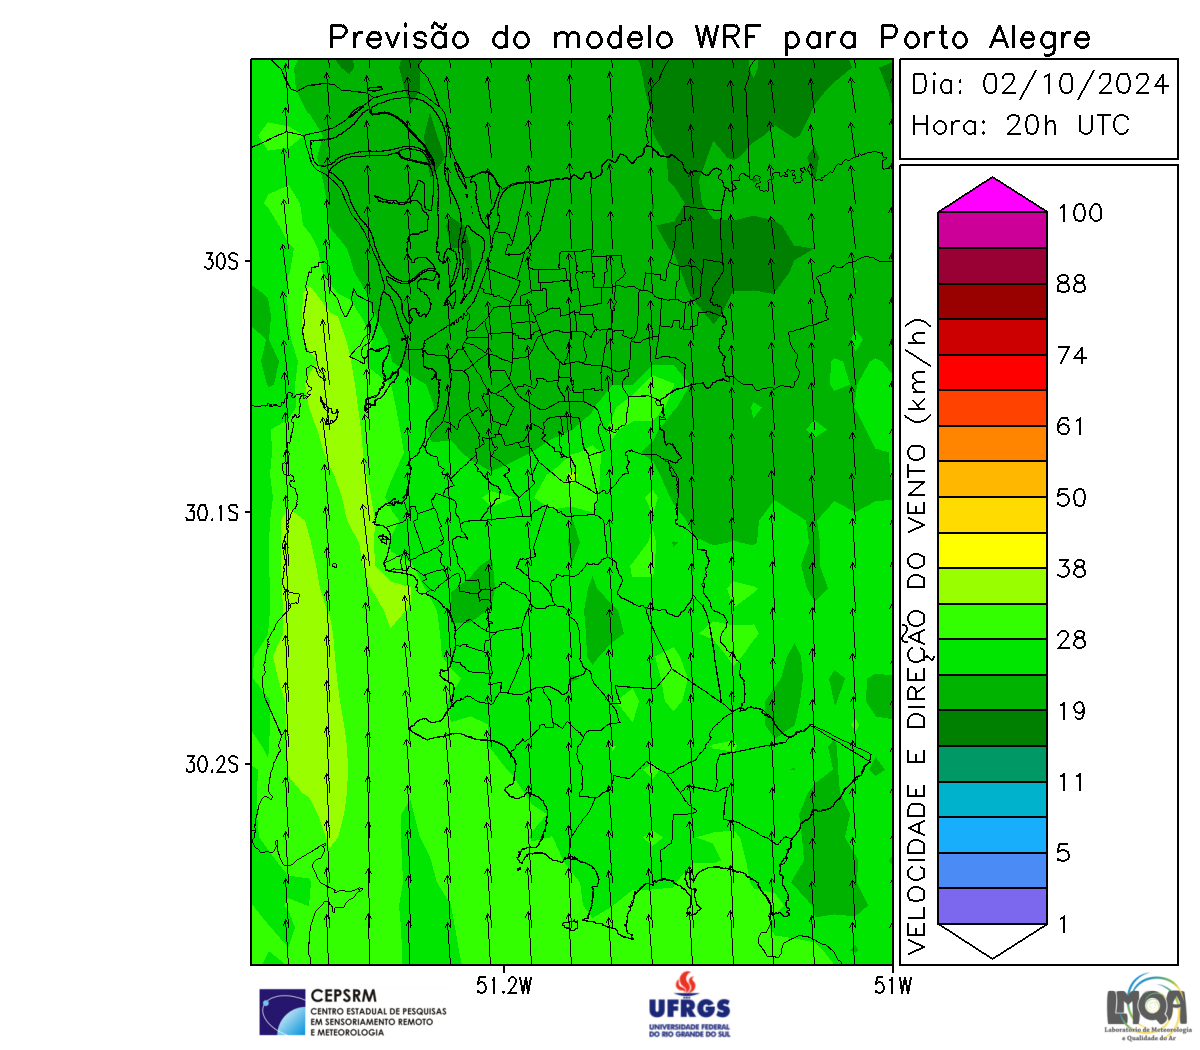 Previsão do modelo WRF para Porto Alegre
Dia: 02/10/2024
Hora: 20h UTC
30S
30.1S
30.2S
51.2W
51W
VELOCIDADE E DIREÇÃO DO VENTO (km/h)
100
88
74
61
50
38
28
19
11
5
1
CEPSRM
CENTRO ESTADUAL DE PESQUISAS
EM SENSORIAMENTO REMOTO
E METEOROLOGIA
UFRGS
UNIVERSIDADE FEDERAL
DO RIO GRANDE DO SUL
LMQA
Laboratório de Meteorologia
e Qualidade do Ar